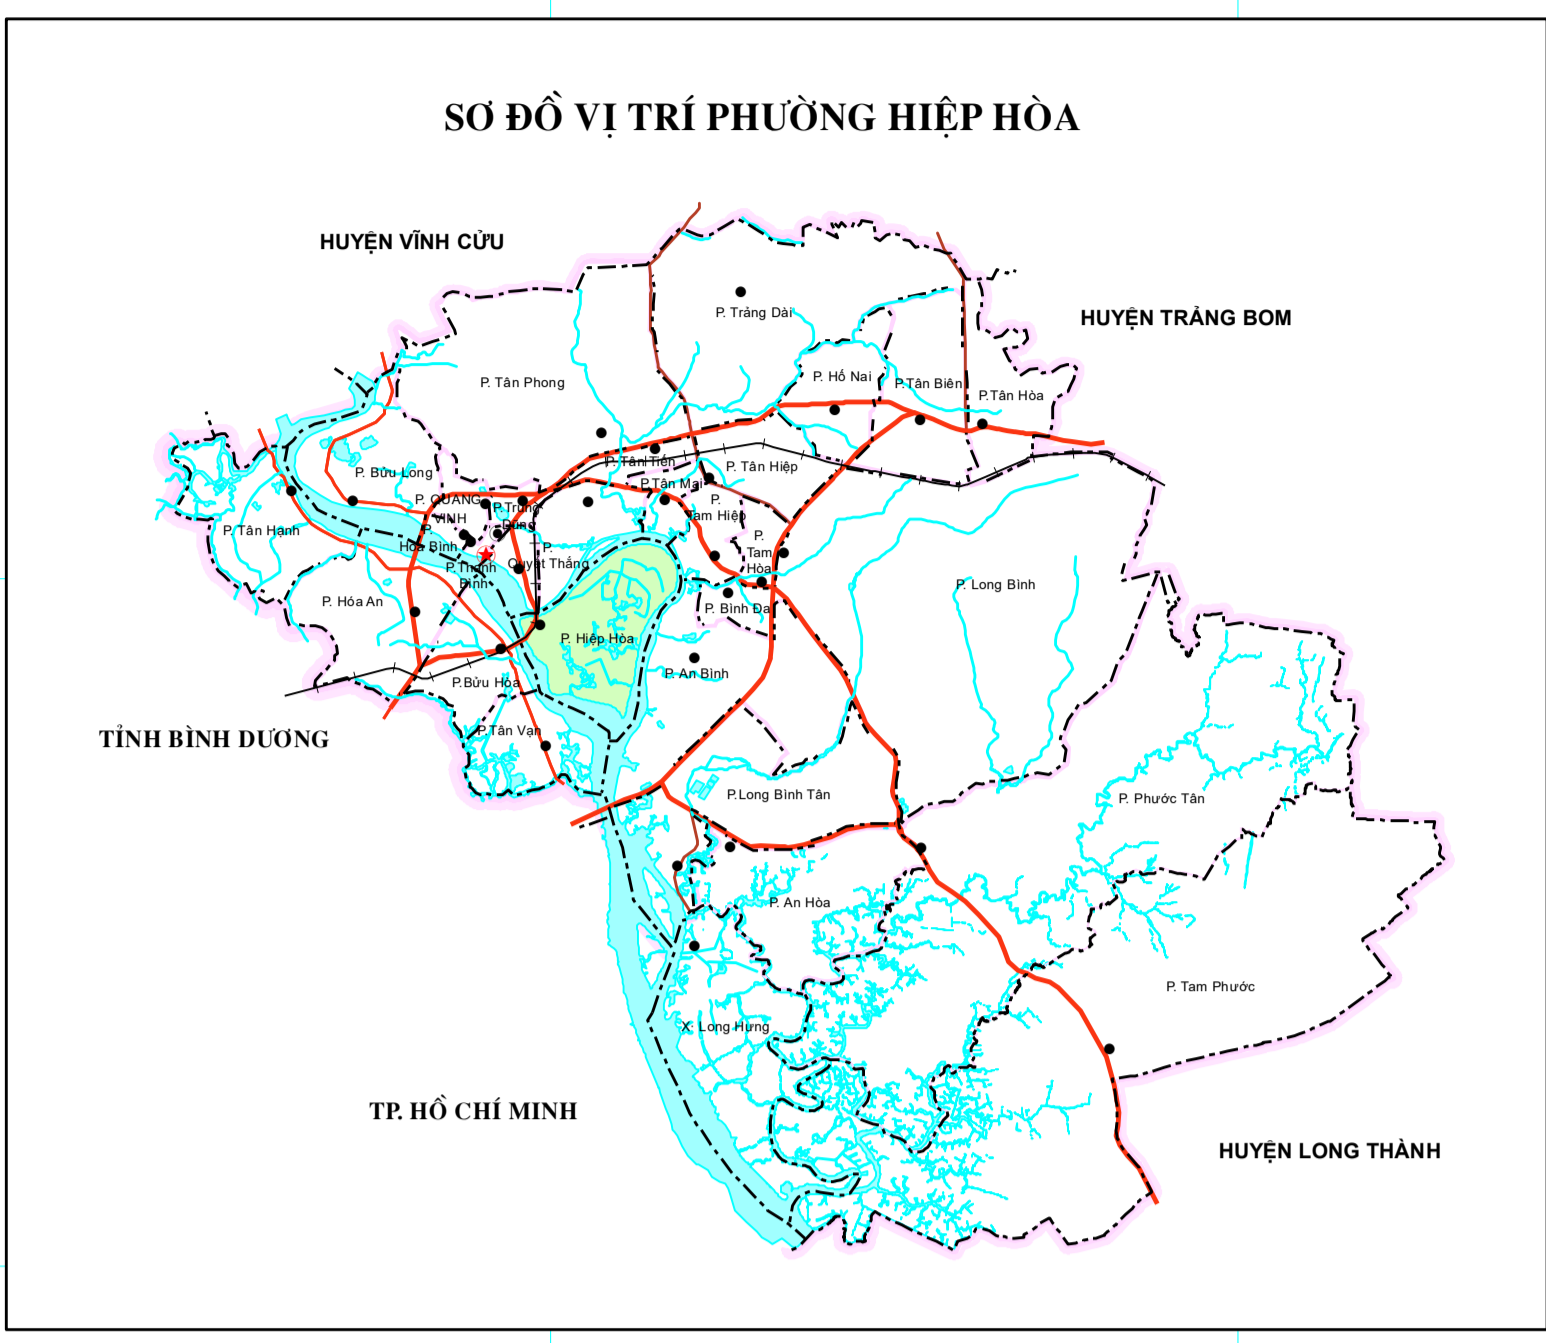 SƠ ĐỒ VỊ TRÍ PHƯỜNG HIỆP HÒA
HUYỆN VĨNH CỬU
HUYỆN TRẢNG BOM
P. Trảng Dài
P. Tân Phong
P. Hố Nai
P.Tân Biên
P.Tân Hòa
P. Tân Tiến
P. Tân Hiệp
P. Bửu Long
P.Tân Mai
P. QUANG
VINH
P.Trung
Dũng
P.
Tam Hiệp
P. Tân Hạnh
P.
Hòa Bình
P.
Quyết Thắng
P.
Tam
Hòa
P.Thanh
Bình
P. Long Bình
P. Hóa An
P. Bình Đa
P. Hiệp Hòa
P. An Bình
P.Bửu Hòa
P.Tân Vạn
TỈNH BÌNH DƯƠNG
P.Long Bình Tân
P. Phước Tân
P. An Hòa
P. Tam Phước
X. Long Hưng
TP. HỒ CHÍ MINH
HUYỆN LONG THÀNH